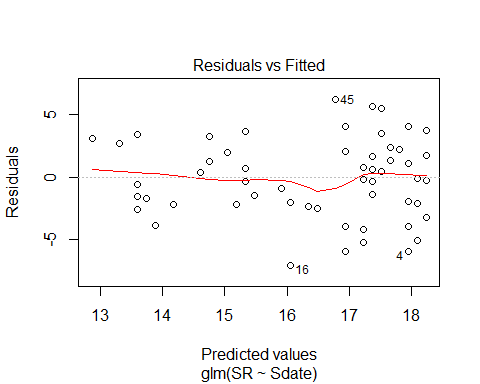 Residuals vs Fitted
Residuals
5
0
-5
45
16
4
13 14 15 16 17 18
Predicted values
glm(SR ~ Sdate)